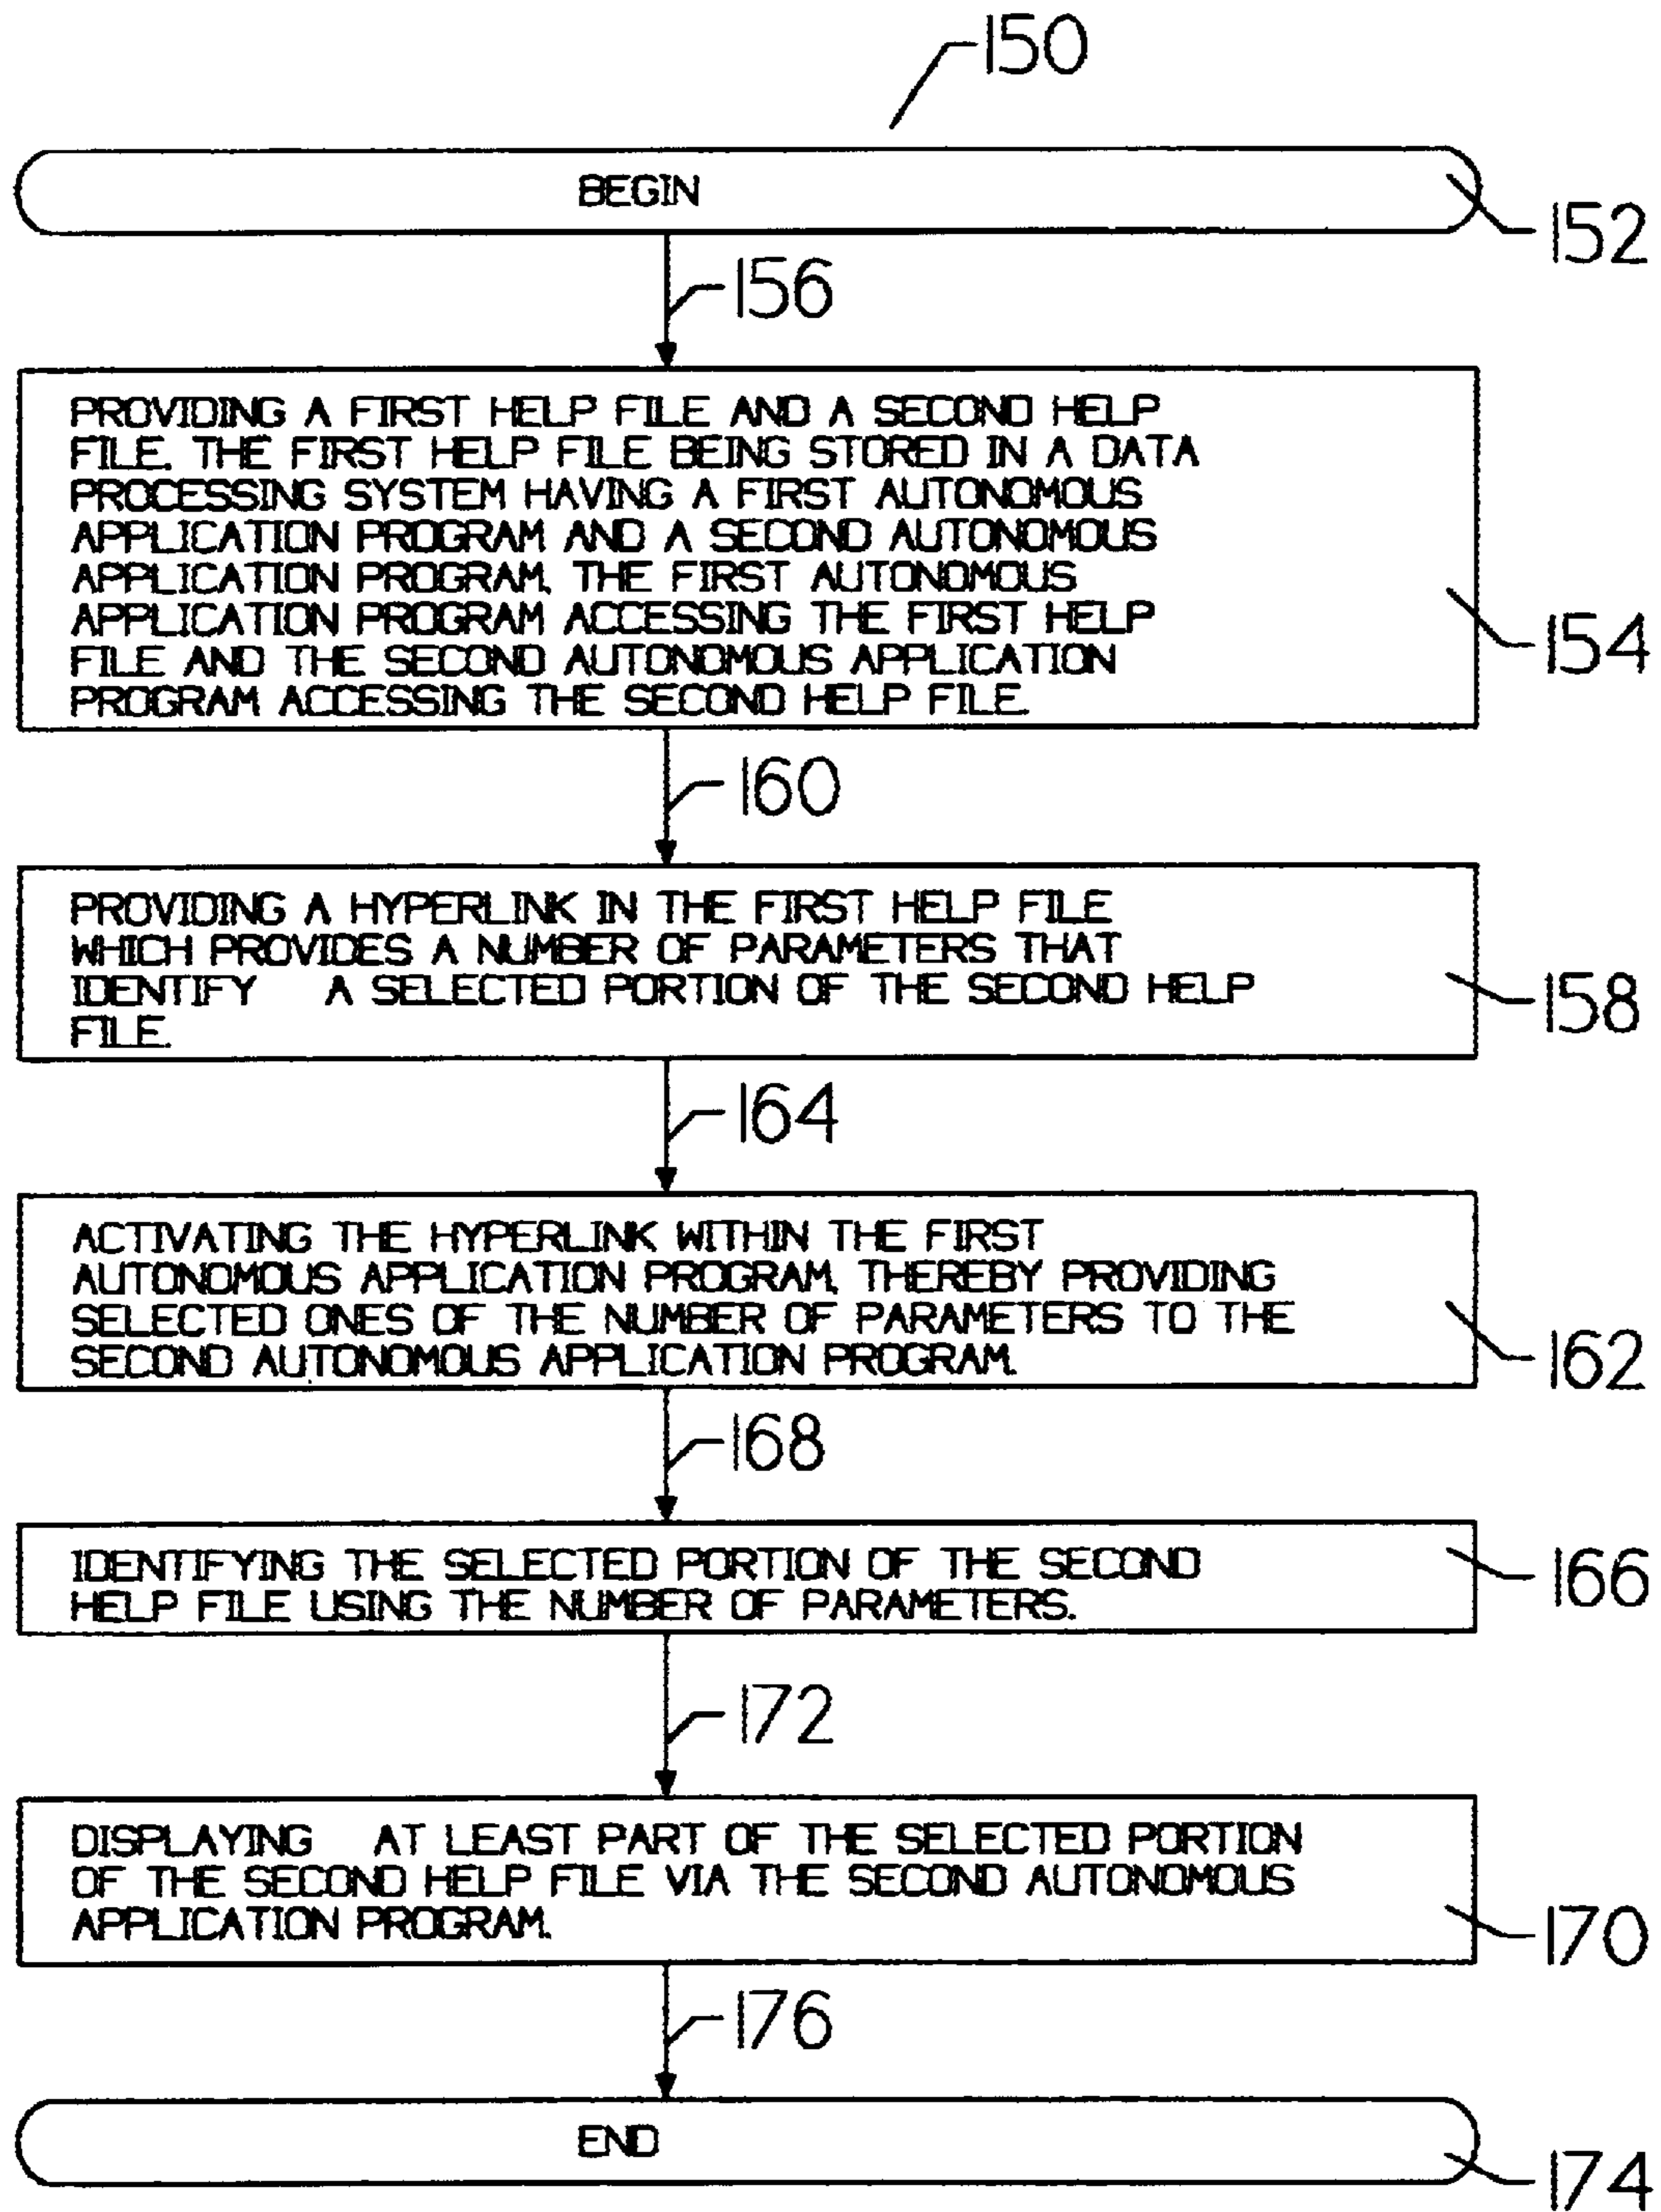 150
BEGIN
152
156
PROVIDING A FIRST HELP FILE AND A SECOND HELP
FILE. THE FIRST HELP FILE BEING STORED IN A DATA
PROCESSING SYSTEM HAVING A FIRST AUTONOMOUS
APPLICATION PROGRAM AND A SECOND AUTONOMOUS
APPLICATION PROGRAM, THE FIRST AUTONOMOUS
APPLICATION PROGRAM ACCESSING THE FIRST HELP
FILE AND THE SECOND AUTONOMOUS APPLICATION
PROGRAM ACCESSING THE SECOND HELP FILE.
154
160
PROVIDING A HYPERLINK IN THE FIRST HELP FILE
WHICH PROVIDES A NUMBER OF PARAMETERS THAT
IDENTIFY A SELECTED PORTION OF THE SECOND HELP
FILE.
158
164
ACTIVATING THE HYPERLINK WITHIN THE FIRST
AUTONOMOUS APPLICATION PROGRAM, THEREBY PROVIDING
SELECTED ONES OF THE NUMBER OF PARAMETERS TO THE
SECOND AUTONOMOUS APPLICATION PROGRAM.
162
168
IDENTIFYING THE SELECTED PORTION OF THE SECOND
HELP FILE USING THE NUMBER OF PARAMETERS.
166
172
DISPLAYING AT LEAST PART OF THE SELECTED PORTION
OF THE SECOND HELP FILE VIA THE SECOND AUTONOMOUS
APPLICATION PROGRAM.
170
176
END
174